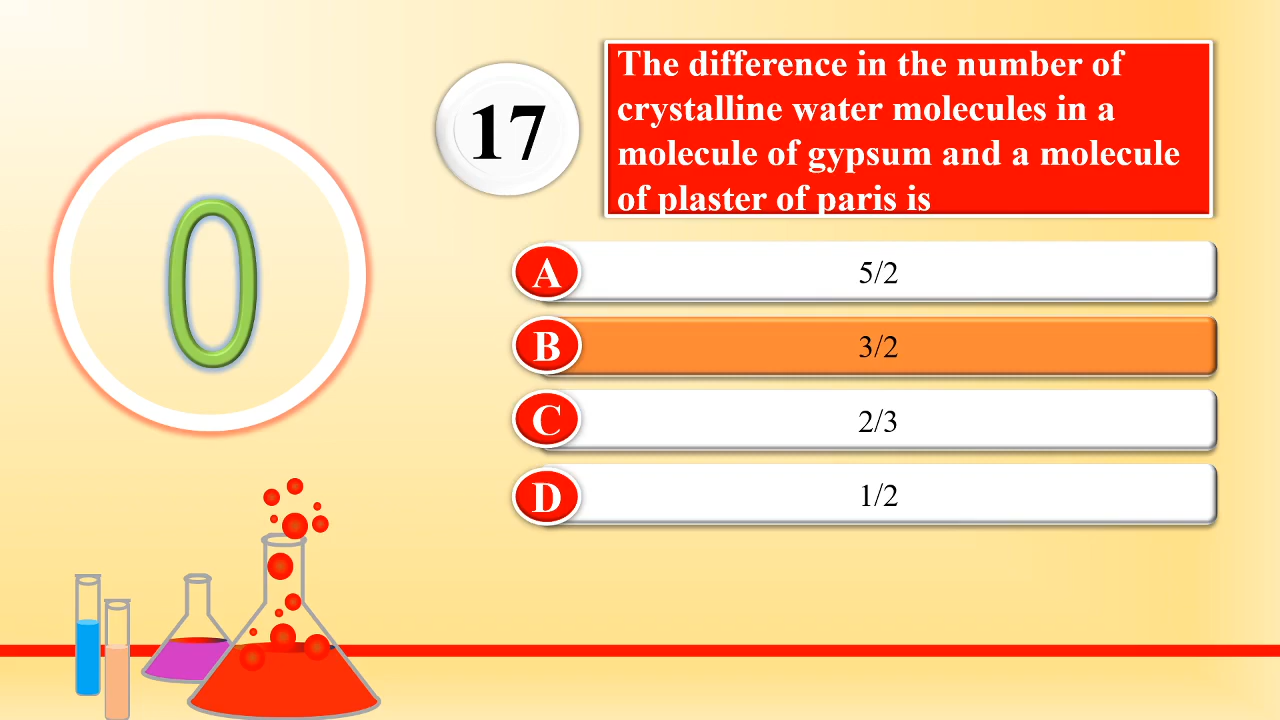 0
17
The difference in the number of
crystalline water molecules in a
molecule of gypsum and a molecule
of plaster of paris is
A 5/2
B 3/2
C 2/3
D 1/2